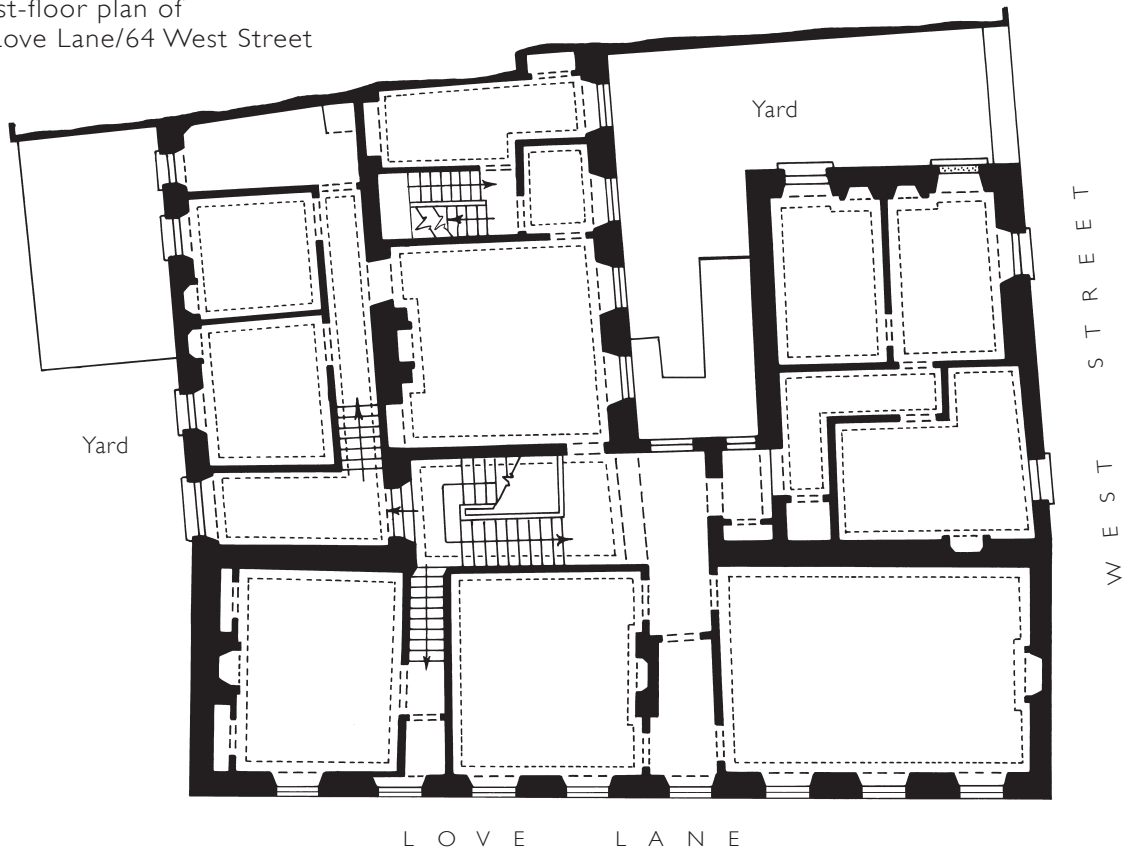 st-floor plan of
ove Lane/64 West Street
Yard
Yard
WEST STREET
LOVE LANE